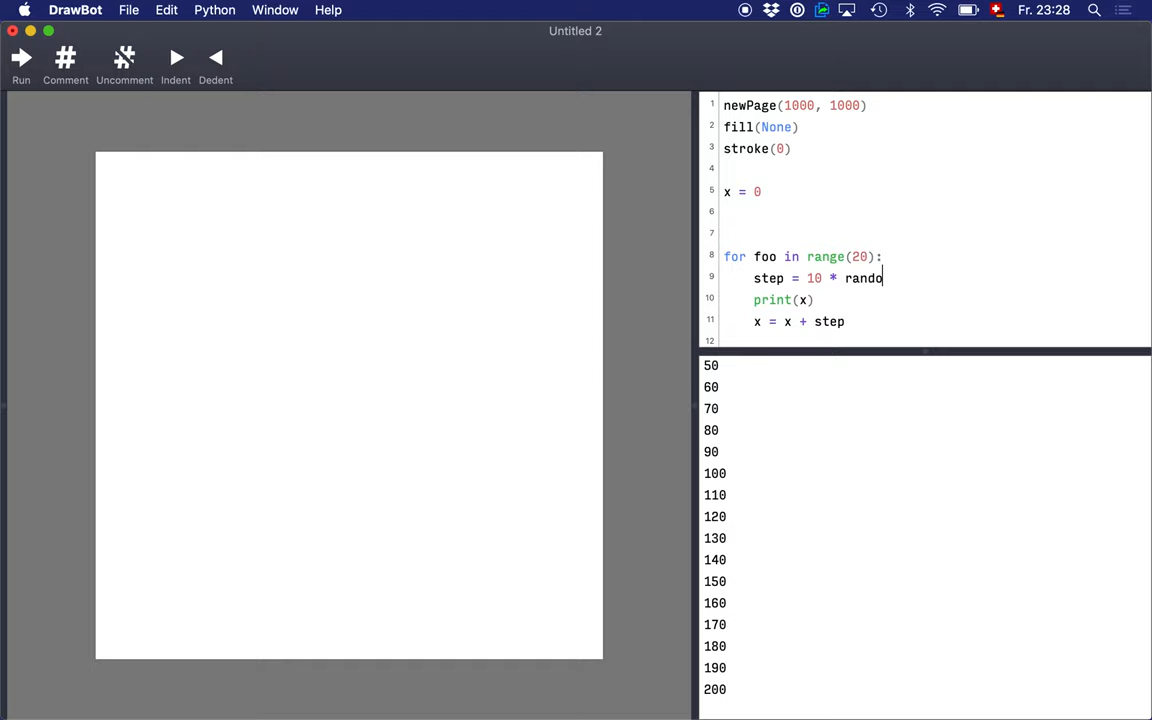 DrawBot File Edit Python Window Help Fr. 23:28
Untitled 2
Run Comment Uncomment Indent Dedent
1 newPage(1000, 1000)
2 fill(None)
3 stroke(0)
4
5 x = 0
6
7
8 for foo in range(20):
9 step = 10 * rando
10 print(x)
11 x = x + step
12
50
60
70
80
90
100
110
120
130
140
150
160
170
180
190
200